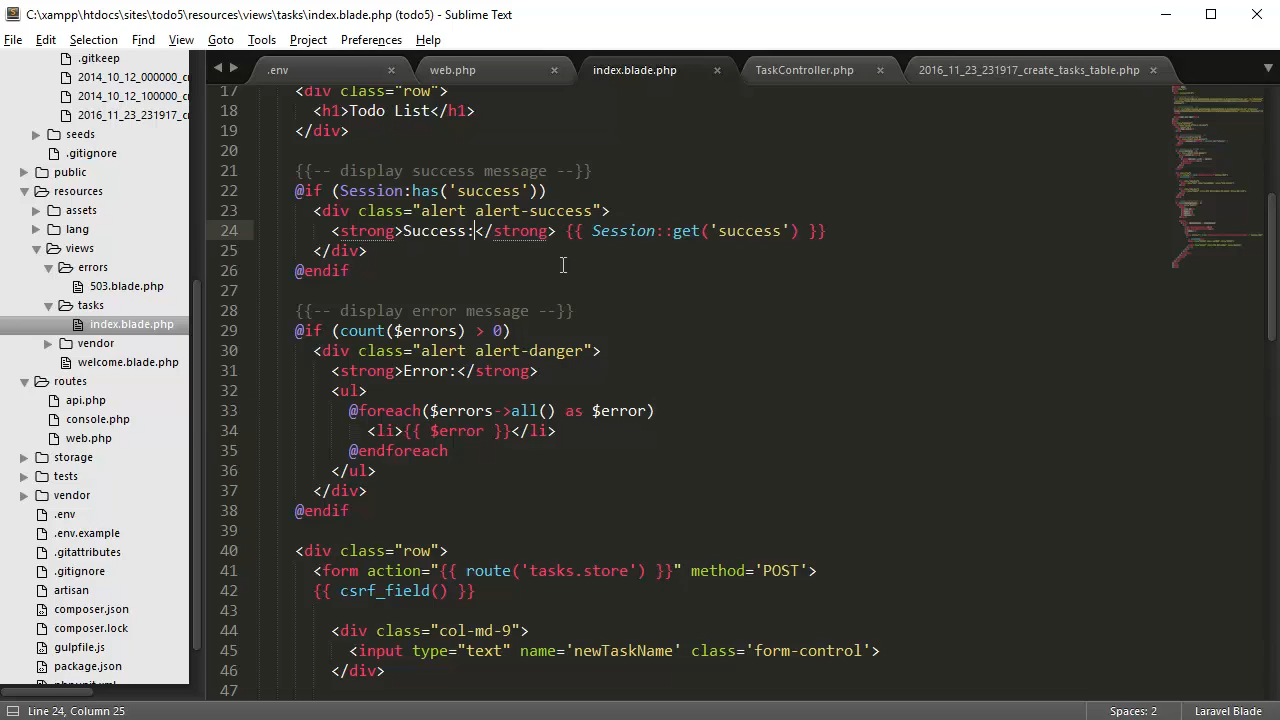 C:\xampp\htdocs\sites\todo5\resources\views\tasks\index.blade.php (todo5) - Sublime Text
File Edit Selection Find View Goto Tools Project Preferences Help
.env web.php index.blade.php TaskController.php 2016_11_23_231917_create_tasks_table.php
.gitkeep
2014_10_12_000000_cr
2014_10_12_100000_cr
2016_11_23_231917_cr
seeds
.gitignore
public
resources
assets
lang
views
errors
503.blade.php
tasks
index.blade.php
vendor
welcome.blade.php
routes
api.php
console.php
web.php
storage
tests
vendor
.env
.env.example
.gitattributes
.gitignore
artisan
composer.json
composer.lock
gulpfile.js
package.json
phpunit.xml
17 <div class="row">
18 <h1>Todo List</h1>
19 </div>
20
21 {{-- display success message --}}
22 @if (Session:has('success'))
23 <div class="alert alert-success">
24 <strong>Success:</strong> {{ Session::get('success') }}
25 </div>
26 @endif
27
28 {{-- display error message --}}
29 @if (count($errors) > 0)
30 <div class="alert alert-danger">
31 <strong>Error:</strong>
32 <ul>
33 @foreach($errors->all() as $error)
34 <li>{{ $error }}</li>
35 @endforeach
36 </ul>
37 </div>
38 @endif
39
40 <div class="row">
41 <form action="{{ route('tasks.store') }}" method='POST'>
42 {{ csrf_field() }}
43
44 <div class="col-md-9">
45 <input type="text" name='newTaskName' class='form-control'>
46 </div>
47
Line 24, Column 25
Spaces: 2
Laravel Blade